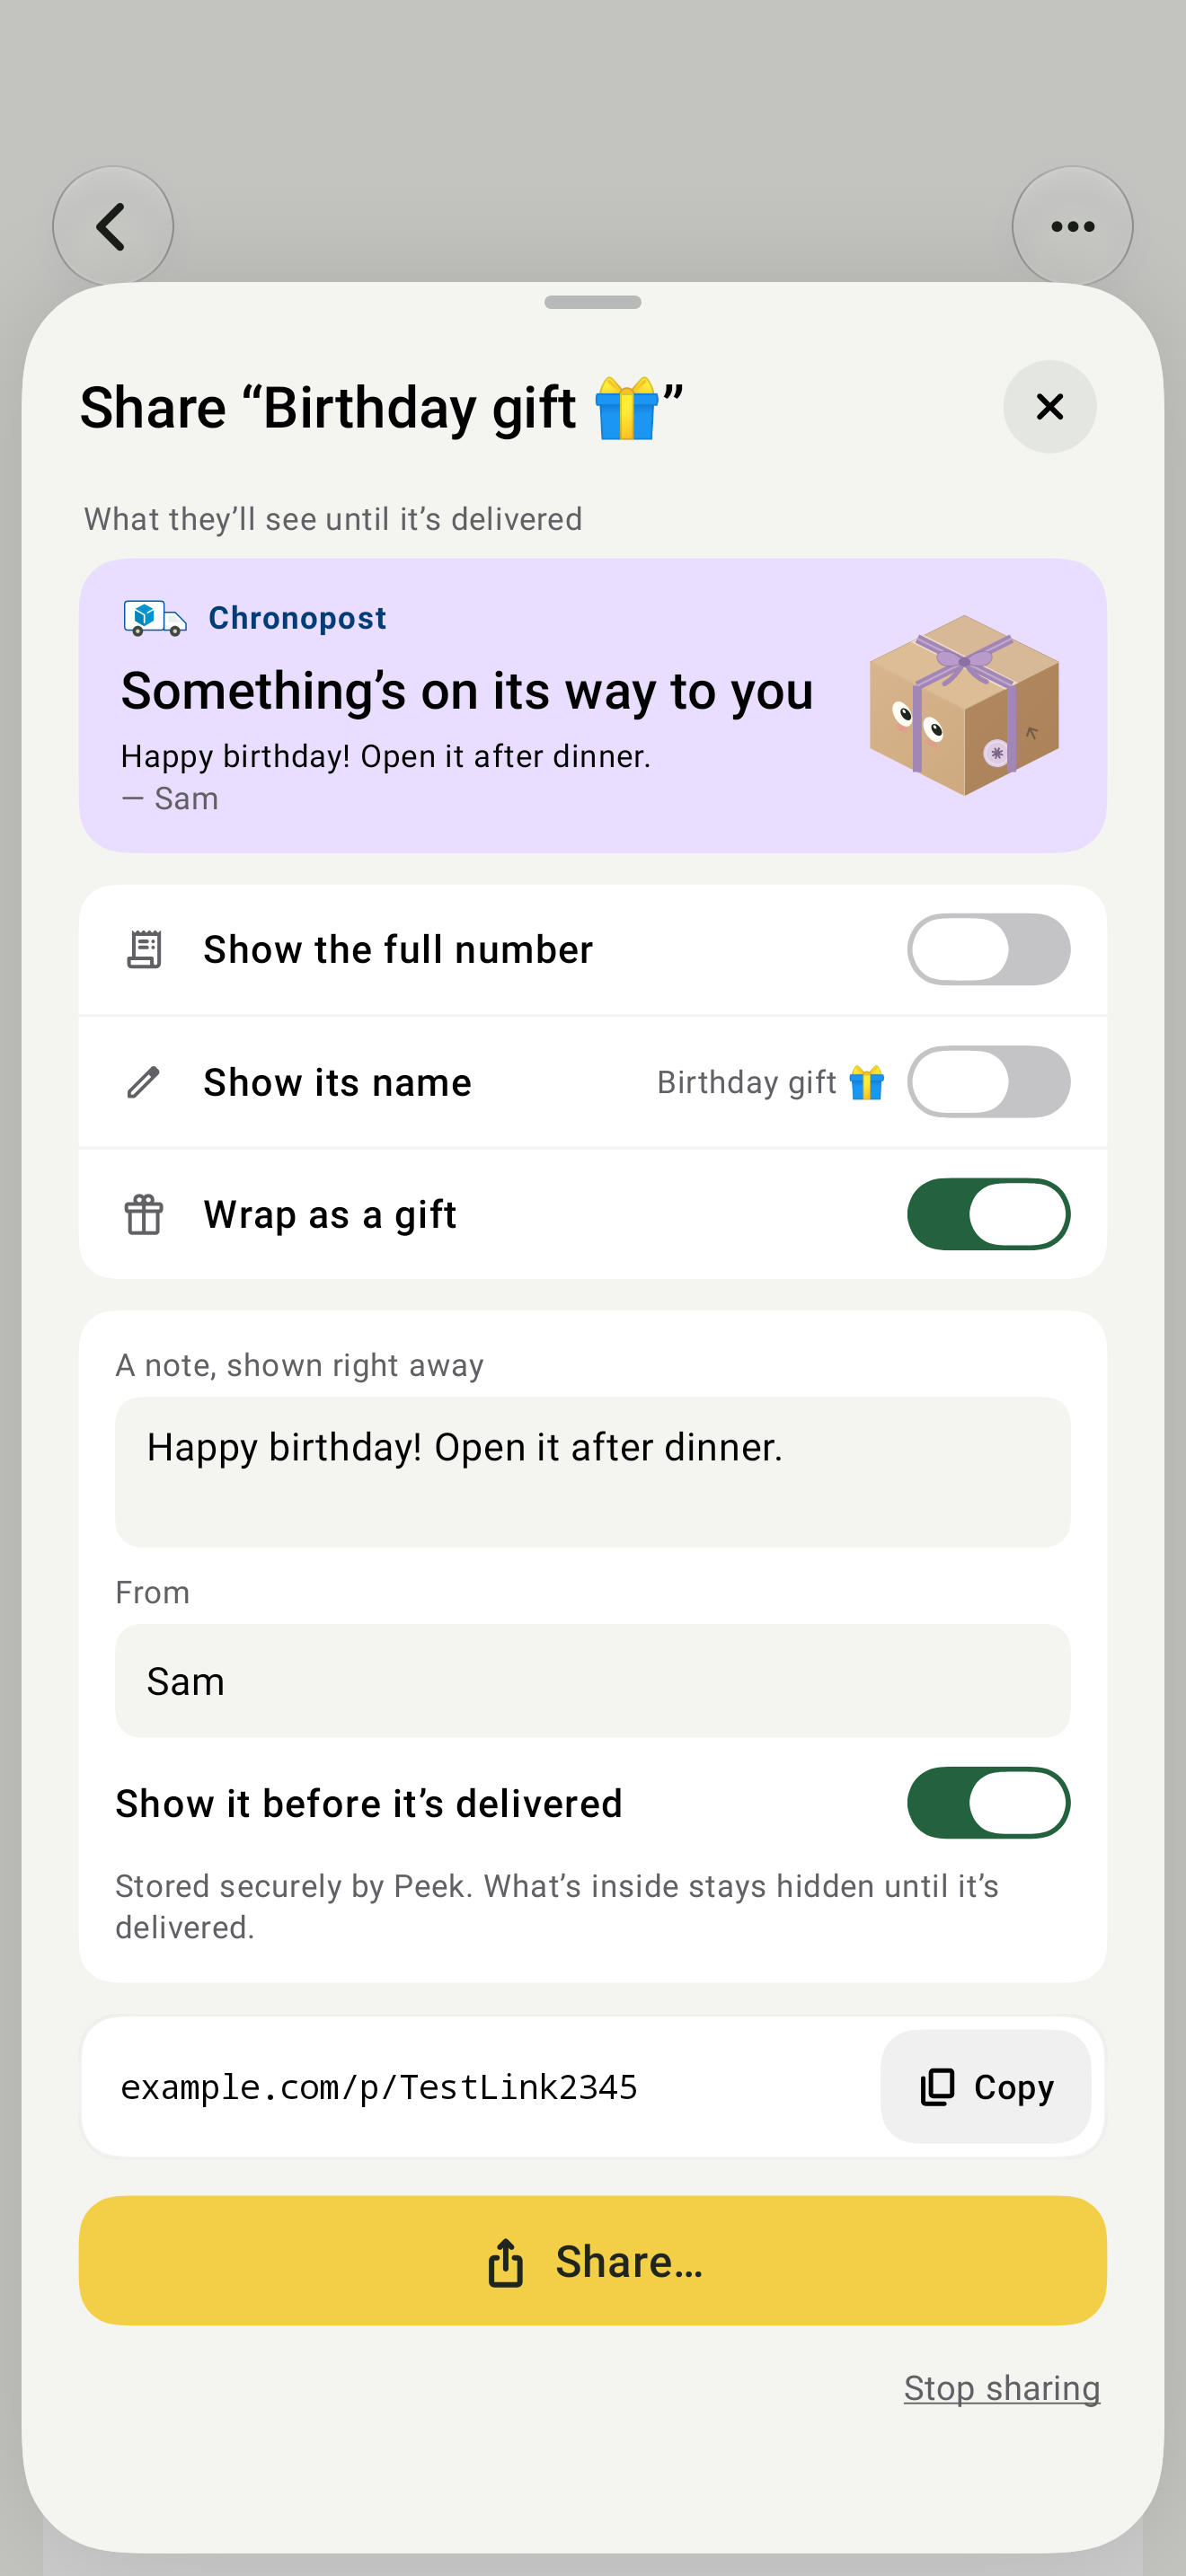 Share “Birthday gift 🎁”
What they’ll see until it’s delivered
Chronopost
Something’s on its way to you
Happy birthday! Open it after dinner.
— Sam
Show the full number
Show its name
Birthday gift 🎁
Wrap as a gift
A note, shown right away
Happy birthday! Open it after dinner.
From
Sam
Show it before it’s delivered
Stored securely by Peek. What’s inside stays hidden until it’s
delivered.
example.com/p/TestLink2345
Copy
Share…
Stop sharing